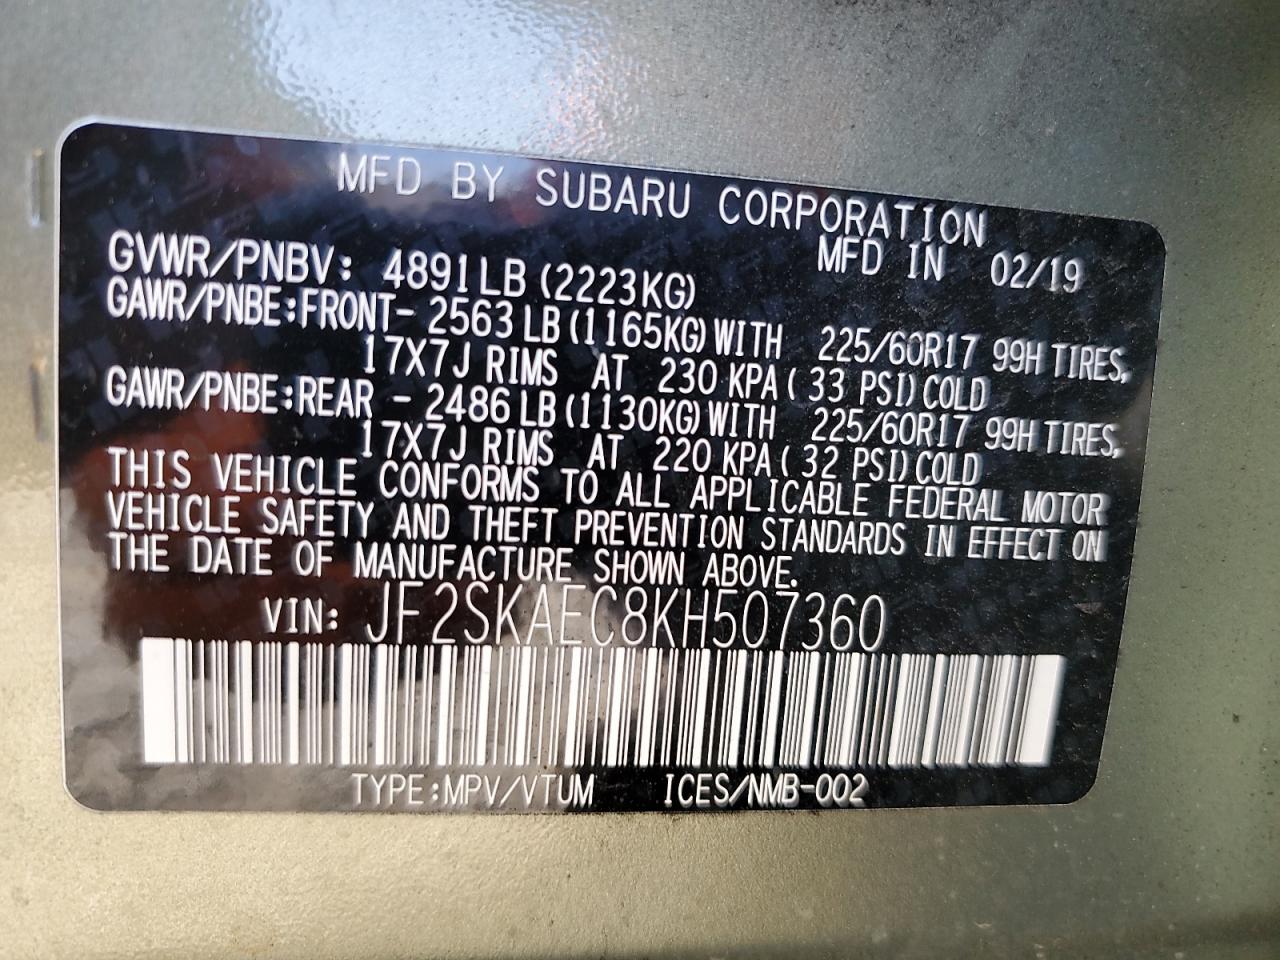 MFD BY SUBARU CORPORATION
MFD IN 02/19
GVWR/PNBV: 4891LB (2223KG)
GAWR/PNBE:FRONT- 2563 LB (1165KG) WITH 225/60R17 99H TIRES,
17X7J RIMS AT 230 KPA ( 33 PSI) COLD
GAWR/PNBE:REAR - 2486 LB (1130KG) WITH 225/60R17 99H TIRES,
17X7J RIMS AT 220 KPA ( 32 PSI) COLD
THIS VEHICLE CONFORMS TO ALL APPLICABLE FEDERAL MOTOR
VEHICLE SAFETY AND THEFT PREVENTION STANDARDS IN EFFECT ON
THE DATE OF MANUFACTURE SHOWN ABOVE.
VIN: JF2SKAEC8KH507360
TYPE:MPV/VTUM ICES/NMB-002